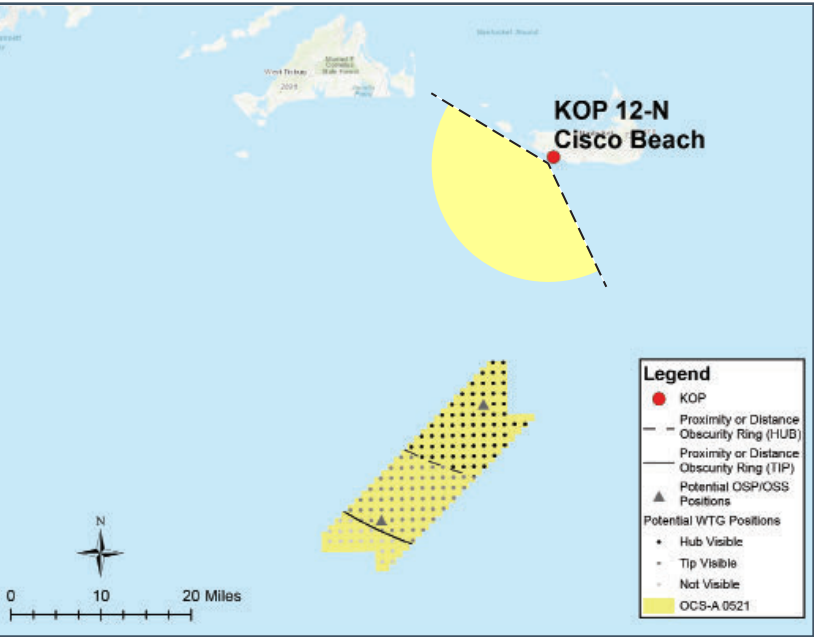 Nantucket Sound
West Tisbury
KOP 12-N
Cisco Beach
Legend
KOP
Proximity or Distance
Obscurity Ring (HUB)
Proximity or Distance
Obscurity Ring (TIP)
Potential OSP/OSS
Positions
Potential WTG Positions
Hub Visible
Tip Visible
Not Visible
OCS-A 0521
N
0 10 20 Miles